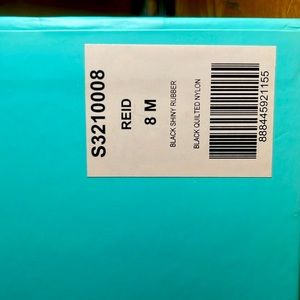 S3210008
REID
8 M
BLACK SHINY RUBBER
BLACK QUILTED NYLON
888445921155